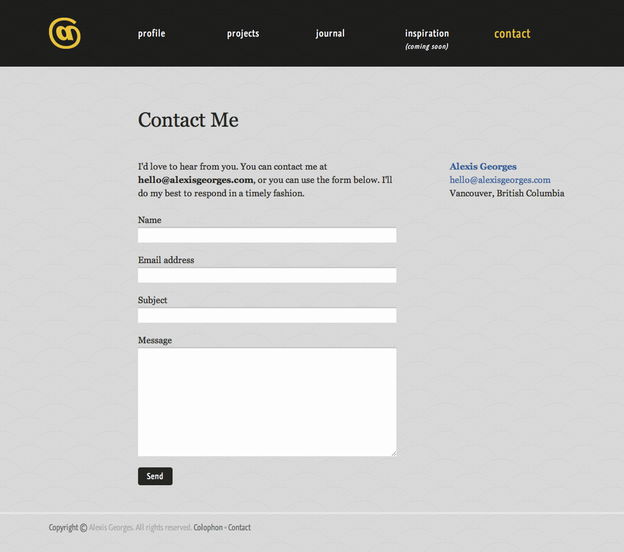 profile
projects
journal
inspiration
(coming soon)
contact
Contact Me
I'd love to hear from you. You can contact me at
hello@alexisgeorges.com, or you can use the form below. I'll
do my best to respond in a timely fashion.
Alexis Georges
hello@alexisgeorges.com
Vancouver, British Columbia
Name
Email address
Subject
Message
Send
Copyright © Alexis Georges. All rights reserved. Colophon - Contact